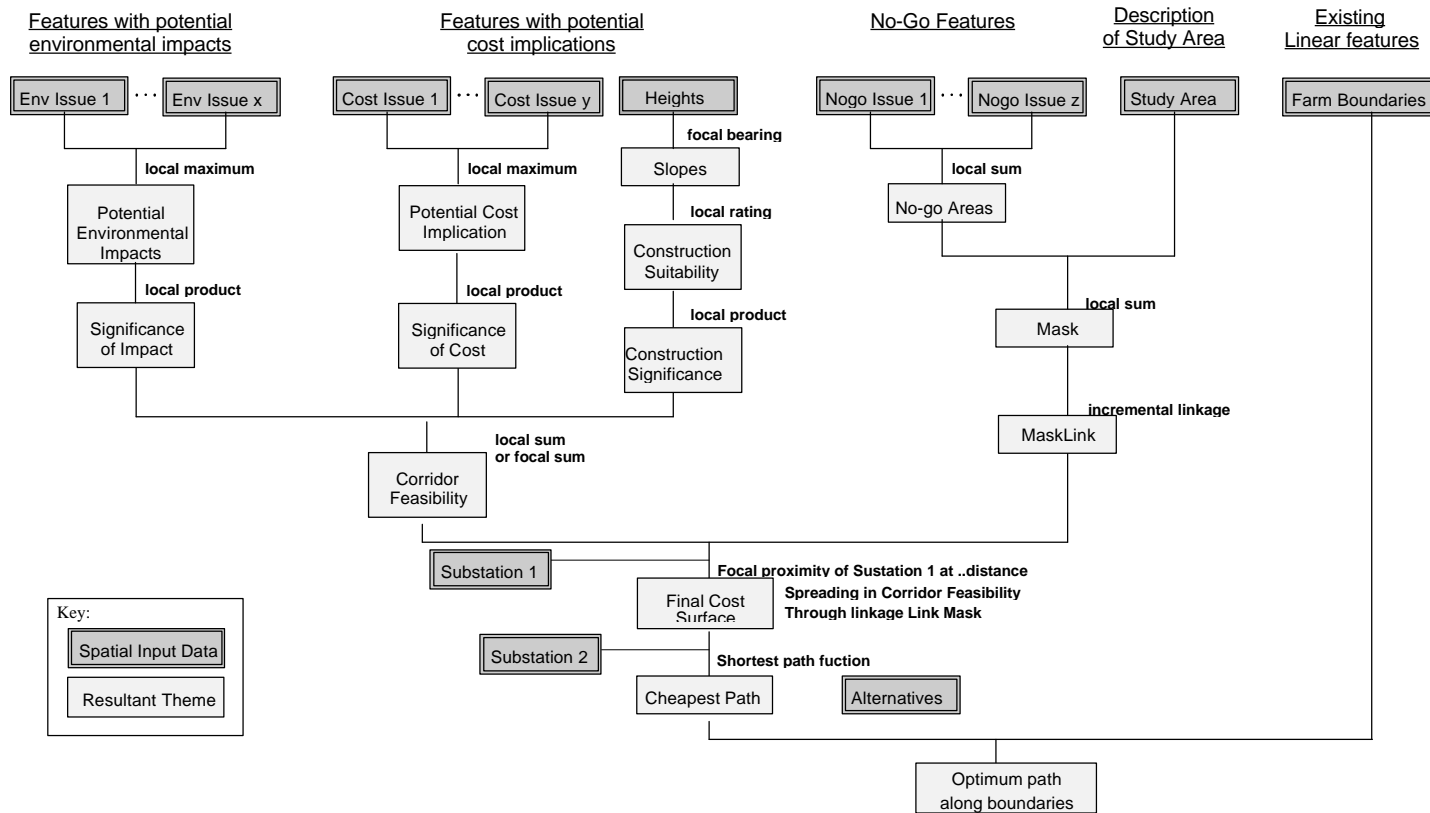 Features with potential
environmental impacts
Features with potential
cost implications
No-Go Features
Description
of Study Area
Existing
Linear features
Env Issue 1
...
Env Issue x
Cost Issue 1
...
Cost Issue y
Heights
Nogo Issue 1
...
Nogo Issue z
Study Area
Farm Boundaries
local maximum
local maximum
focal bearing
local sum
Slopes
Potential
Environmental
Impacts
Potential Cost
Implication
local rating
No-go Areas
Construction
Suitability
local product
local product
local product
local sum
Significance
of Impact
Significance
of Cost
Construction
Significance
Mask
incremental linkage
MaskLink
local sum
or focal sum
Corridor
Feasibility
Substation 1
Focal proximity of Sustation 1 at ..distance
Spreading in Corridor Feasibility
Through linkage Link Mask
Final Cost
Surface
Key:
Spatial Input Data
Resultant Theme
Substation 2
Shortest path fuction
Cheapest Path
Alternatives
Optimum path
along boundaries